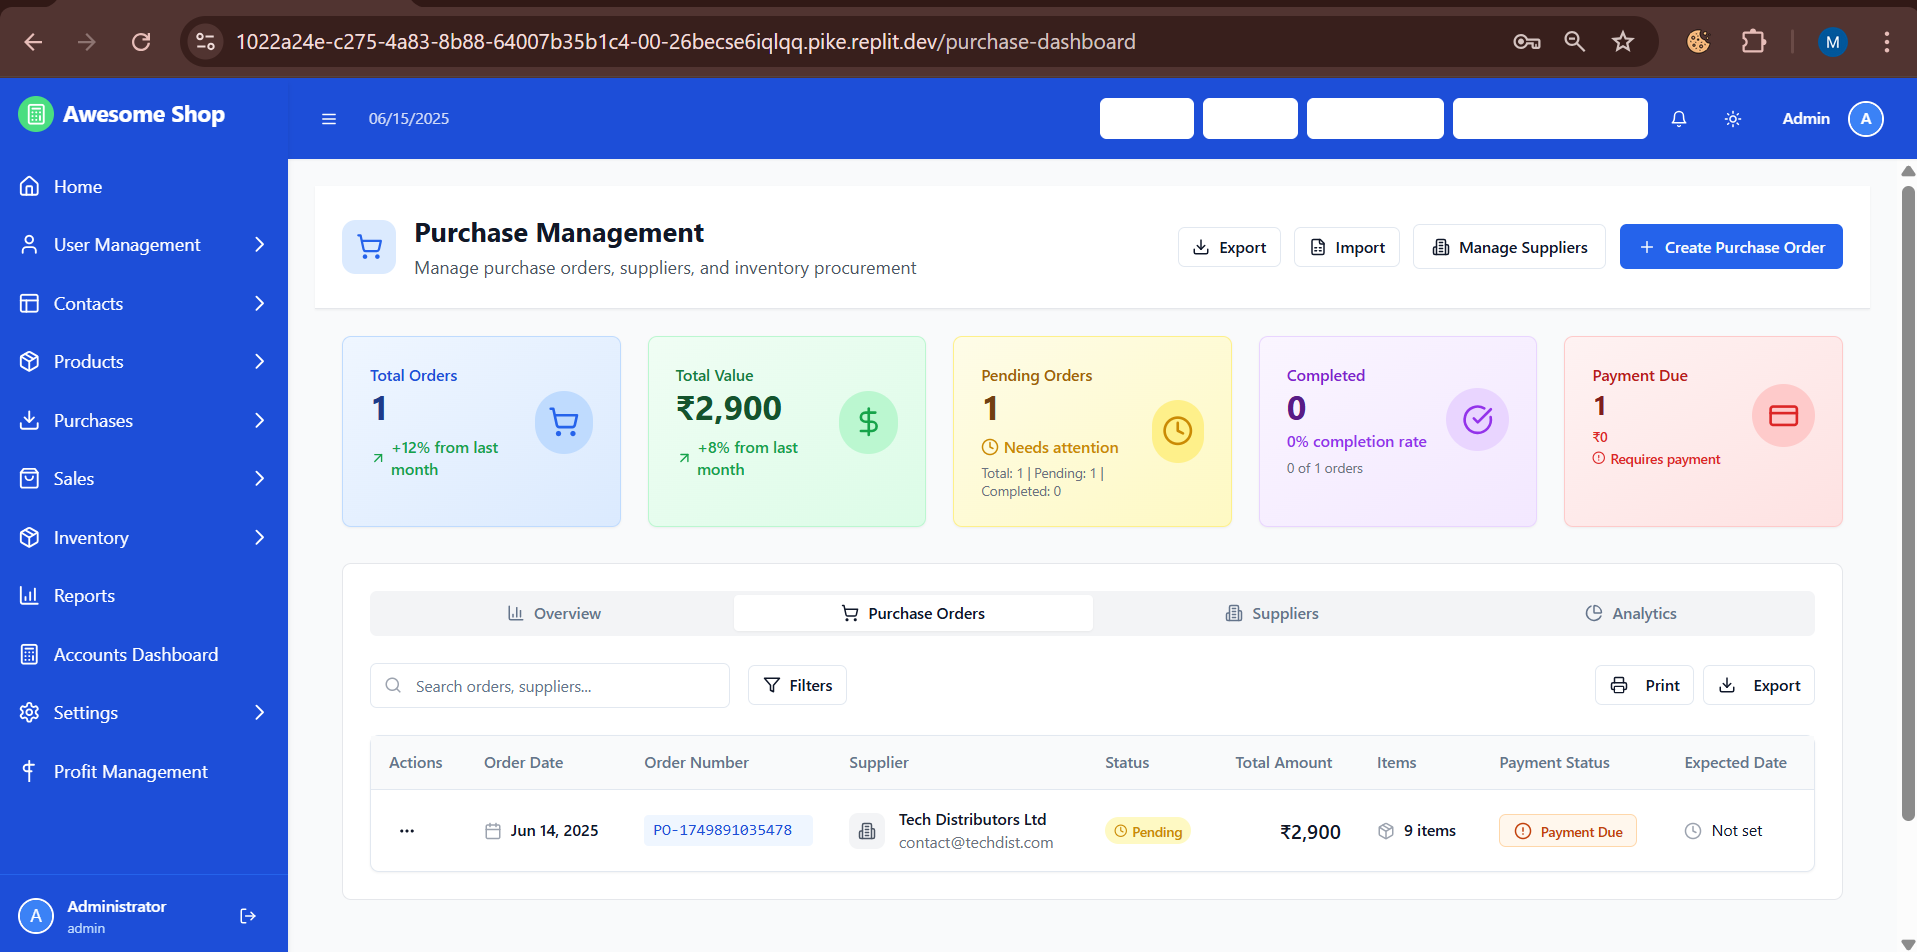 1022a24e-c275-4a83-8b88-64007b35b1c4-00-26becse6iqlqq.pike.replit.dev/purchase-dashboard
M
Awesome Shop
06/15/2025
Admin
A
Home
User Management
Contacts
Products
Purchases
Sales
Inventory
Reports
Accounts Dashboard
Settings
Profit Management
A
Administrator
admin
Purchase Management
Manage purchase orders, suppliers, and inventory procurement
Export
Import
Manage Suppliers
Create Purchase Order
Total Orders
1
+12% from last
month
Total Value
₹2,900
+8% from last
month
Pending Orders
1
Needs attention
Total: 1 | Pending: 1 |
Completed: 0
Completed
0
0% completion rate
0 of 1 orders
Payment Due
1
₹0
Requires payment
Overview
Purchase Orders
Suppliers
Analytics
Search orders, suppliers...
Filters
Print
Export
Actions Order Date Order Number Supplier Status Total Amount Items Payment Status Expected Date
Jun 14, 2025 PO-1749891035478 Tech Distributors Ltd Pending ₹2,900 9 items Payment Due Not set
contact@techdist.com